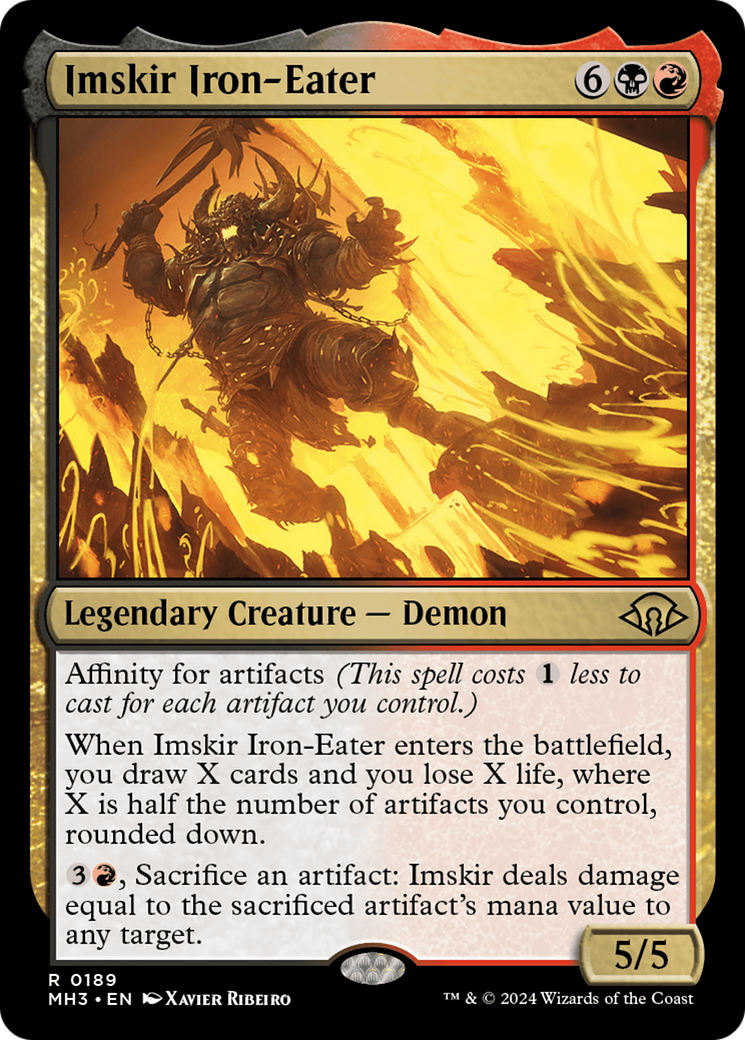 Imskir Iron-Eater 6
Legendary Creature — Demon
Affinity for artifacts (This spell costs 1 less to
cast for each artifact you control.)
When Imskir Iron-Eater enters the battlefield,
you draw X cards and you lose X life, where
X is half the number of artifacts you control,
rounded down.
3, Sacrifice an artifact: Imskir deals damage
equal to the sacrificed artifact's mana value to
any target.
5/5
R 0189
MH3 • EN Xavier Ribeiro
™ & © 2024 Wizards of the Coast